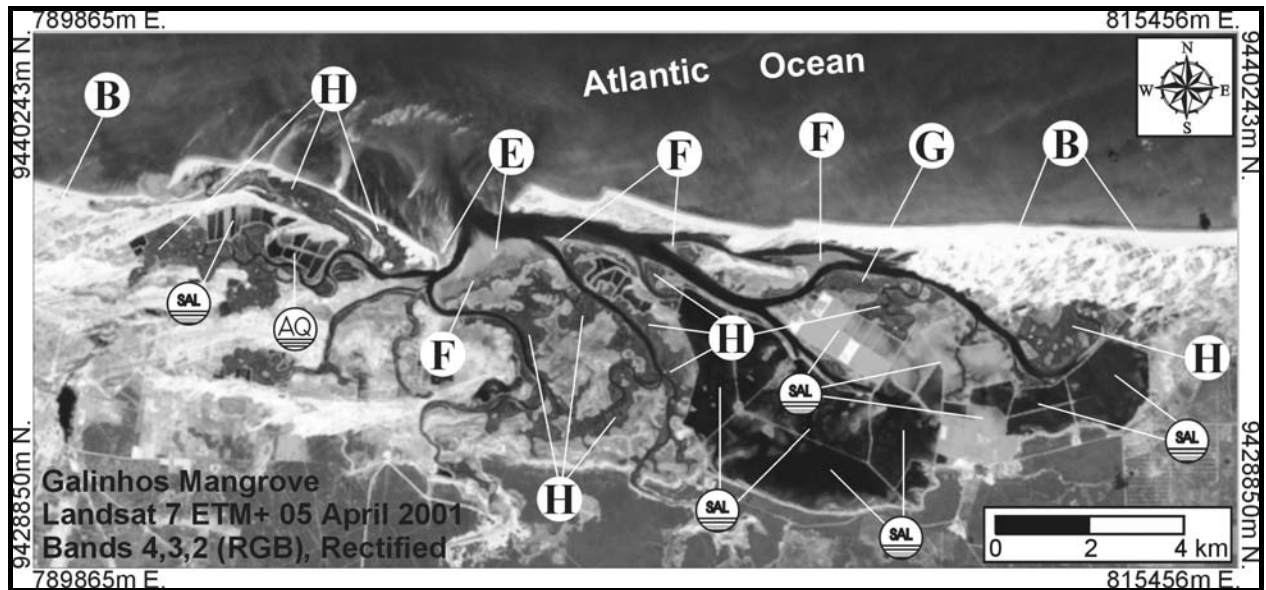 789865m E.
815456m E.
9440243m N.
9440243m N.
Atlantic Ocean
N
W
E
S
B
H
E
F
F
G
B
SAL
AQ
F
H
H
SAL
SAL
H
SAL
SAL
Galinhos Mangrove
Landsat 7 ETM+ 05 April 2001
Bands 4,3,2 (RGB), Rectified
0 2 4 km
9428850m N.
9428850m N.
789865m E.
815456m E.